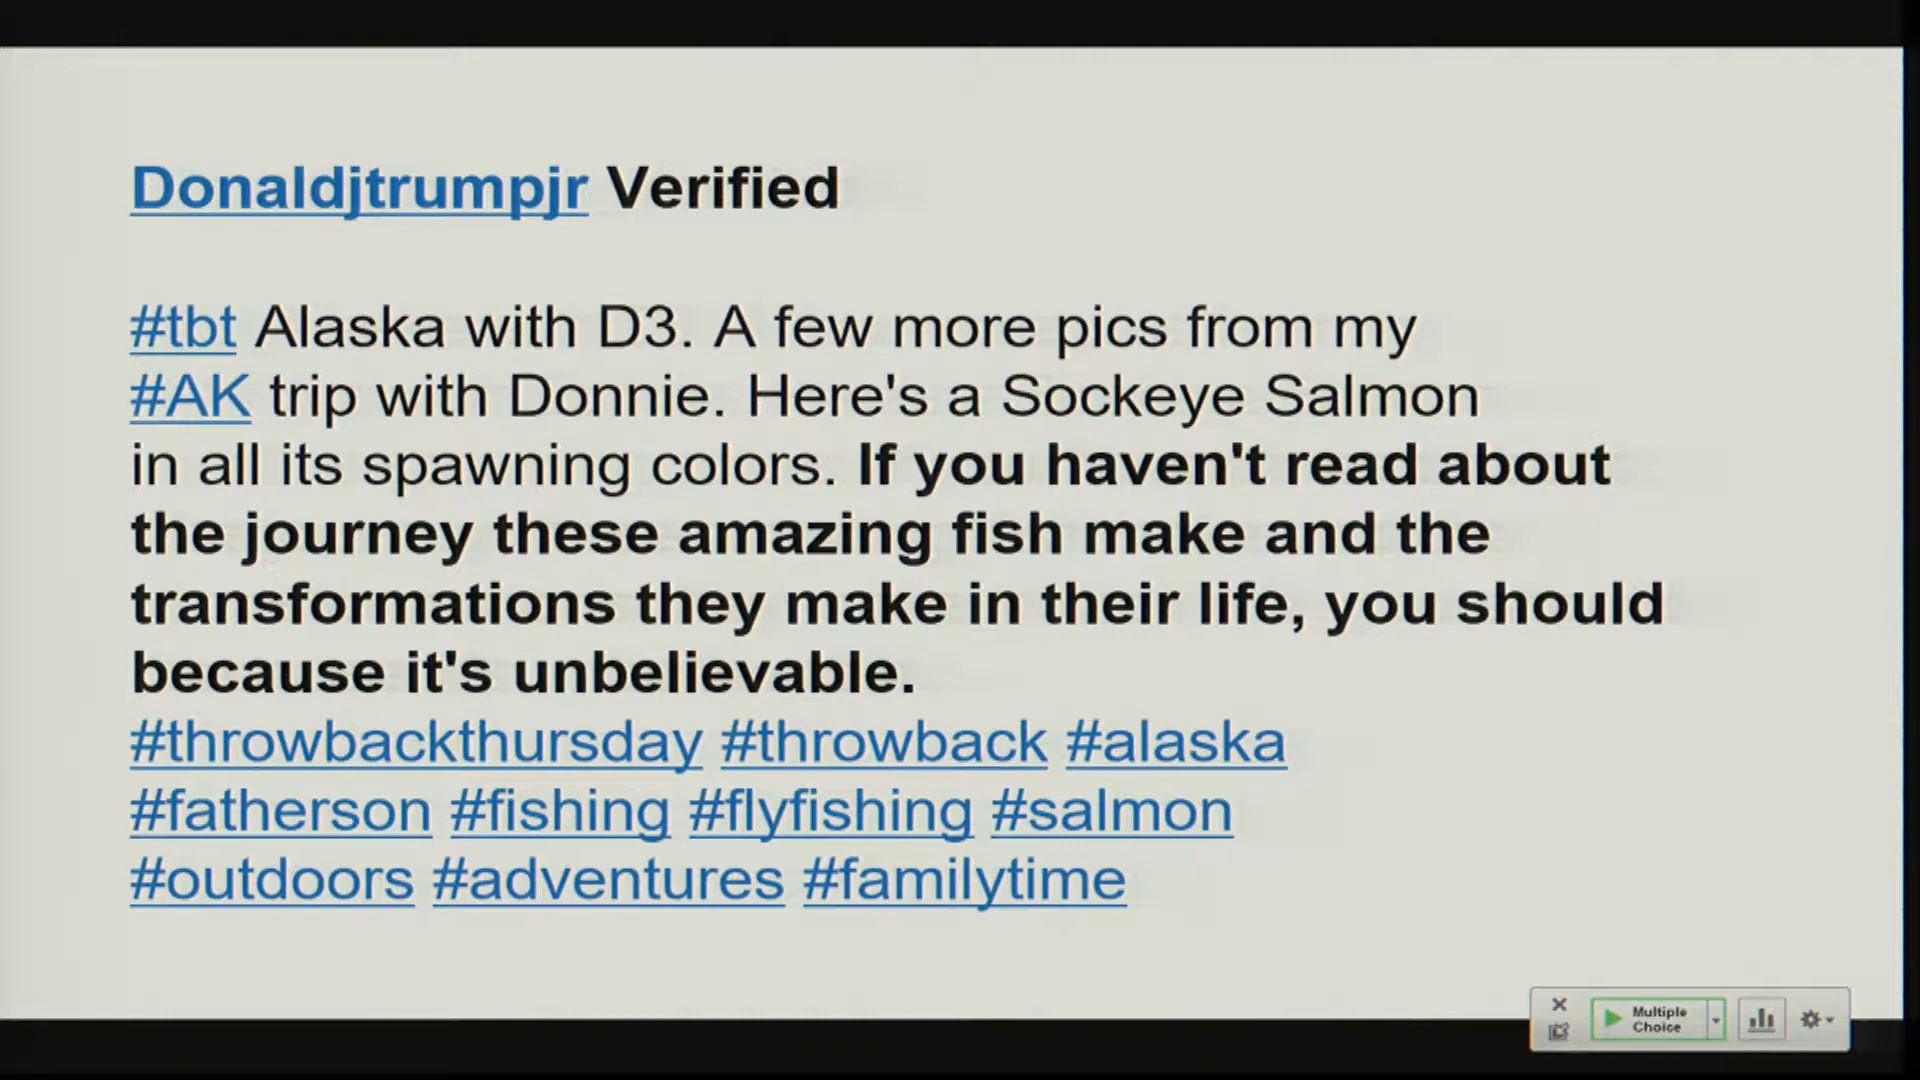 Donaldjtrumpjr Verified
#tbt Alaska with D3. A few more pics from my
#AK trip with Donnie. Here's a Sockeye Salmon
in all its spawning colors. If you haven't read about
the journey these amazing fish make and the
transformations they make in their life, you should
because it's unbelievable.
#throwbackthursday #throwback #alaska
#fatherson #fishing #flyfishing #salmon
#outdoors #adventures #familytime
Multiple
Choice